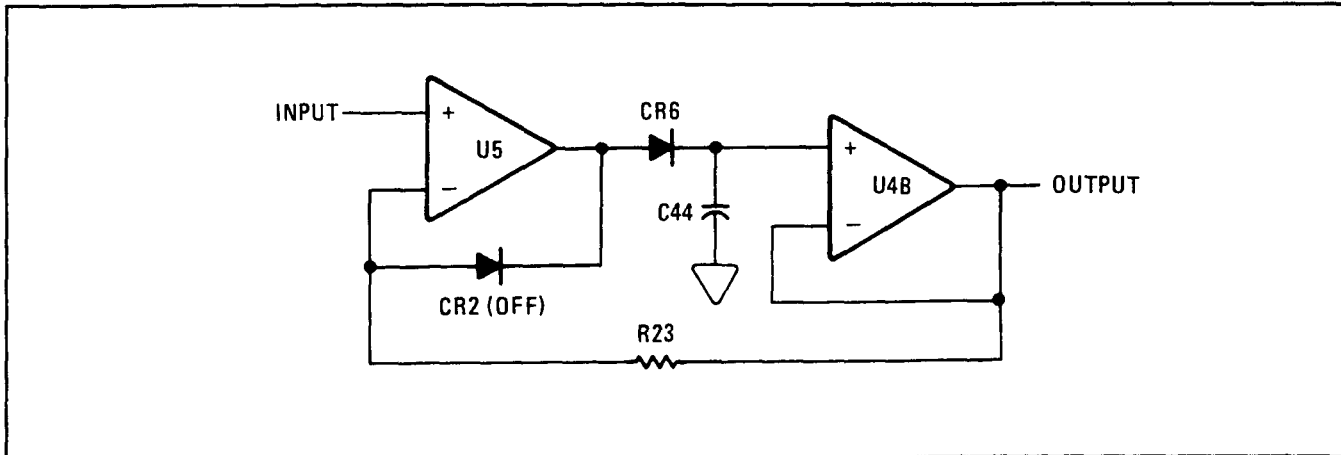 INPUT
+
U5
−
CR6
C44
+
U4B
−
OUTPUT
CR2 (OFF)
R23